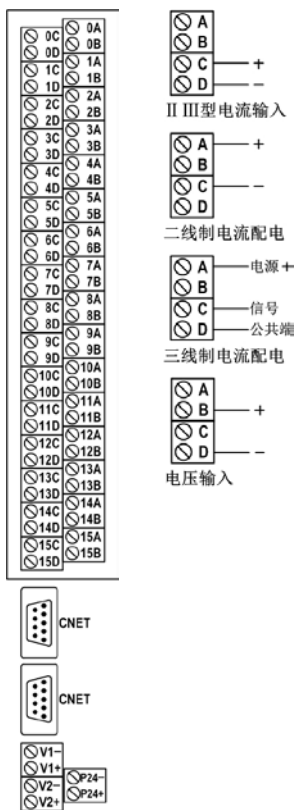 0A
0C
0B
0D
1A
1C
1B
1D
2A
2C
2B
2D
3A
3C
3B
3D
4A
4C
4B
4D
5A
5C
5B
5D
6A
6C
6B
6D
7A
7C
7B
7D
8A
8C
8B
8D
9A
9C
9B
9D
10A
10C
10B
10D
11A
11C
11B
11D
12A
12C
12B
12D
13A
13C
13B
13D
14A
14C
14B
14D
15A
15C
15B
15D
CNET
CNET
V1−
V1+
V2−
V2+
P24−
P24+
A
B
C +
D −
II III型电流输入
A +
B
C −
D
二线制电流配电
A 电源+
B
C 信号
D 公共端
三线制电流配电
A
B +
C
D −
电压输入